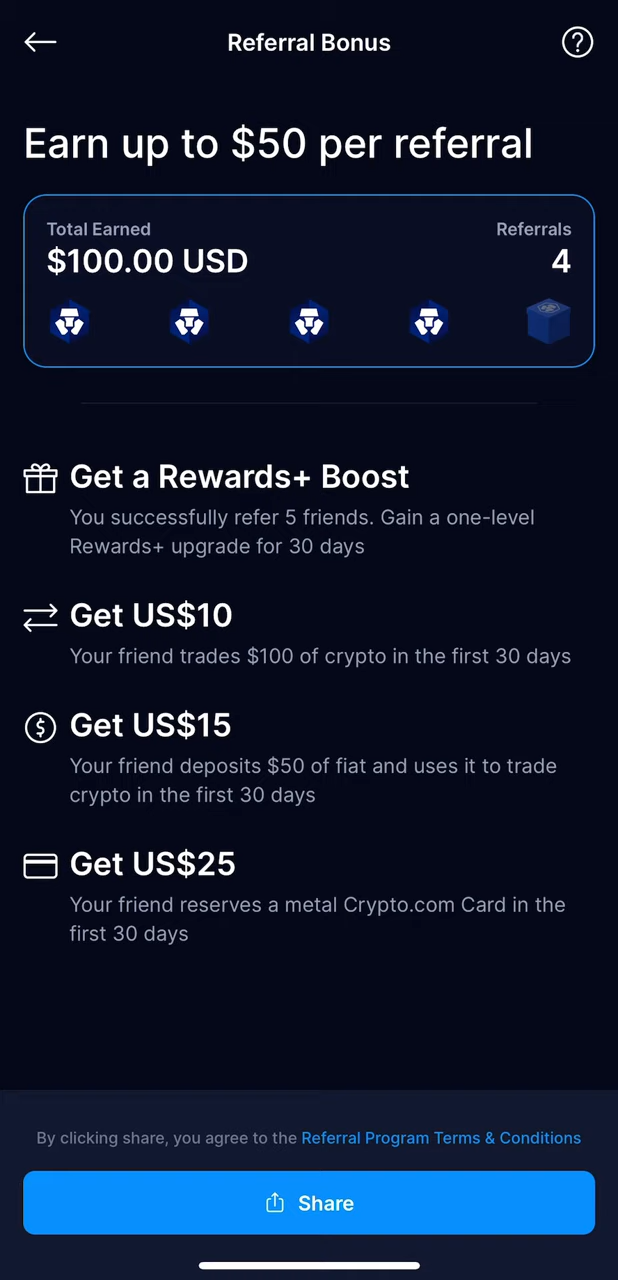 Referral Bonus
Earn up to $50 per referral
Total Earned
Referrals
$100.00 USD
4
Get a Rewards+ Boost
You successfully refer 5 friends. Gain a one-level
Rewards+ upgrade for 30 days
Get US$10
Your friend trades $100 of crypto in the first 30 days
Get US$15
Your friend deposits $50 of fiat and uses it to trade
crypto in the first 30 days
Get US$25
Your friend reserves a metal Crypto.com Card in the
first 30 days
By clicking share, you agree to the Referral Program Terms & Conditions
Share